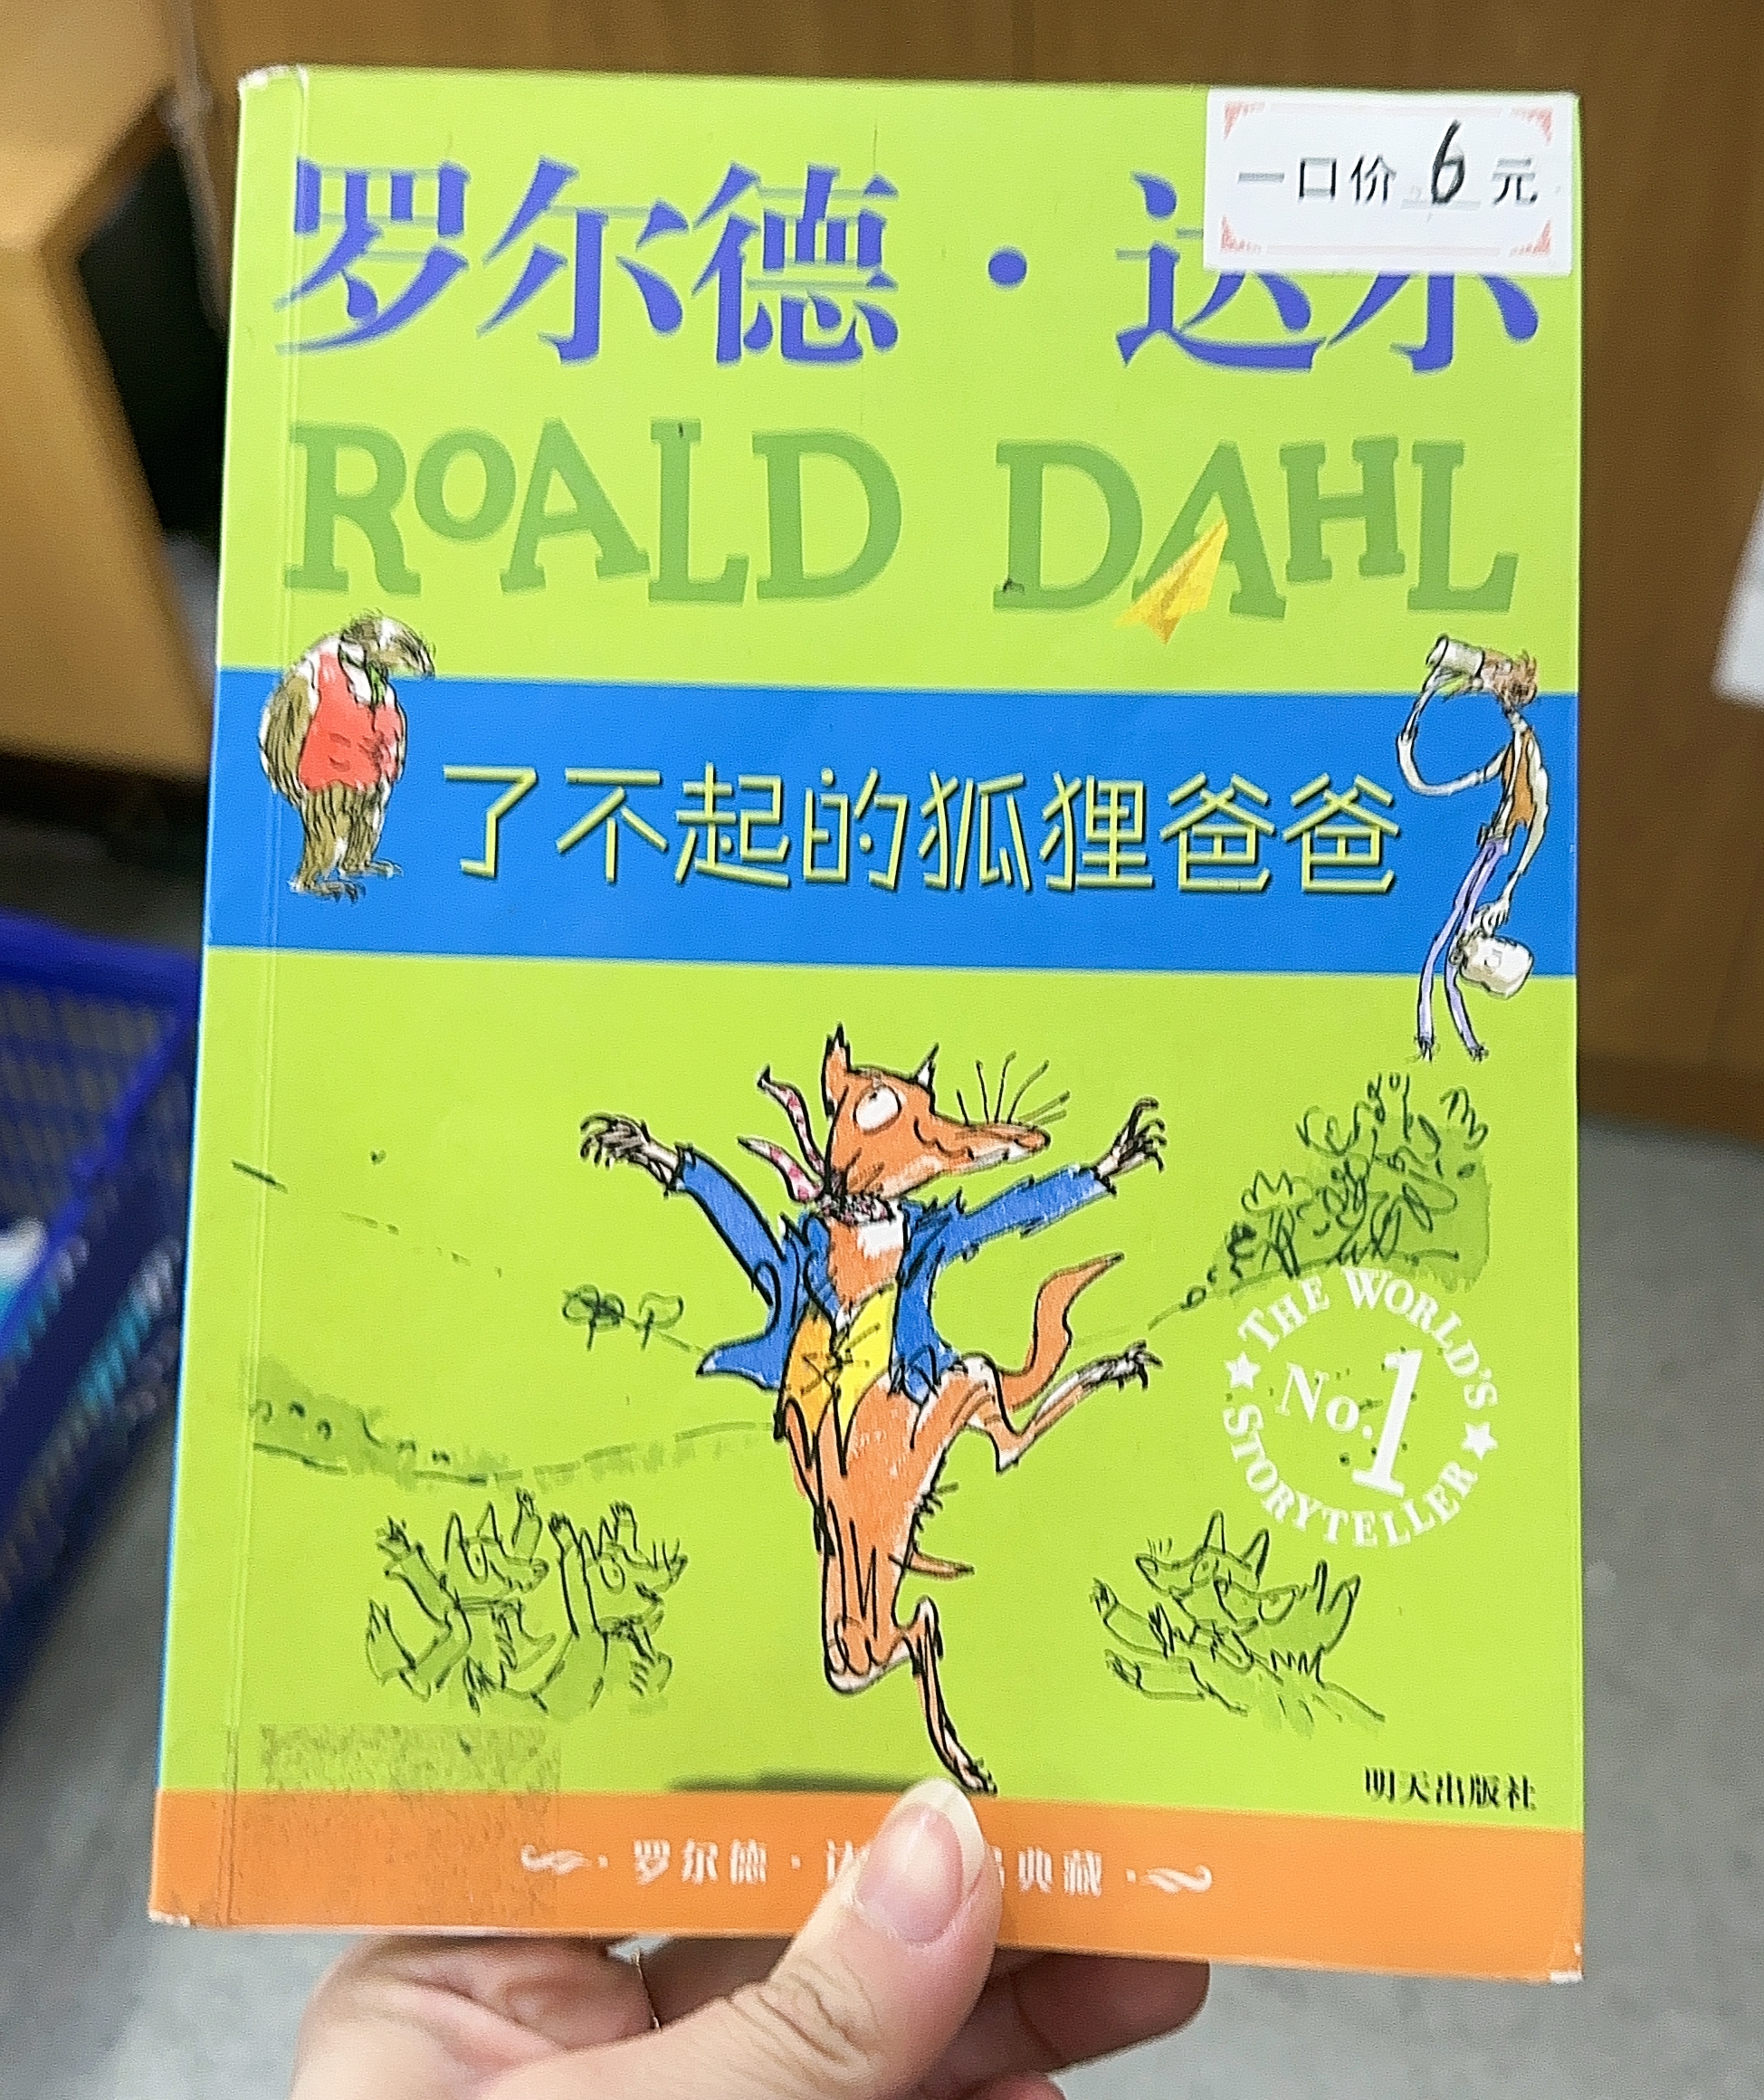 一口价 6 元
罗尔德·达尔
ROALD DAHL
了不起的狐狸爸爸
THE WORLD'S
No.1
STORYTELLER
明天出版社
·罗尔德·达 典藏·